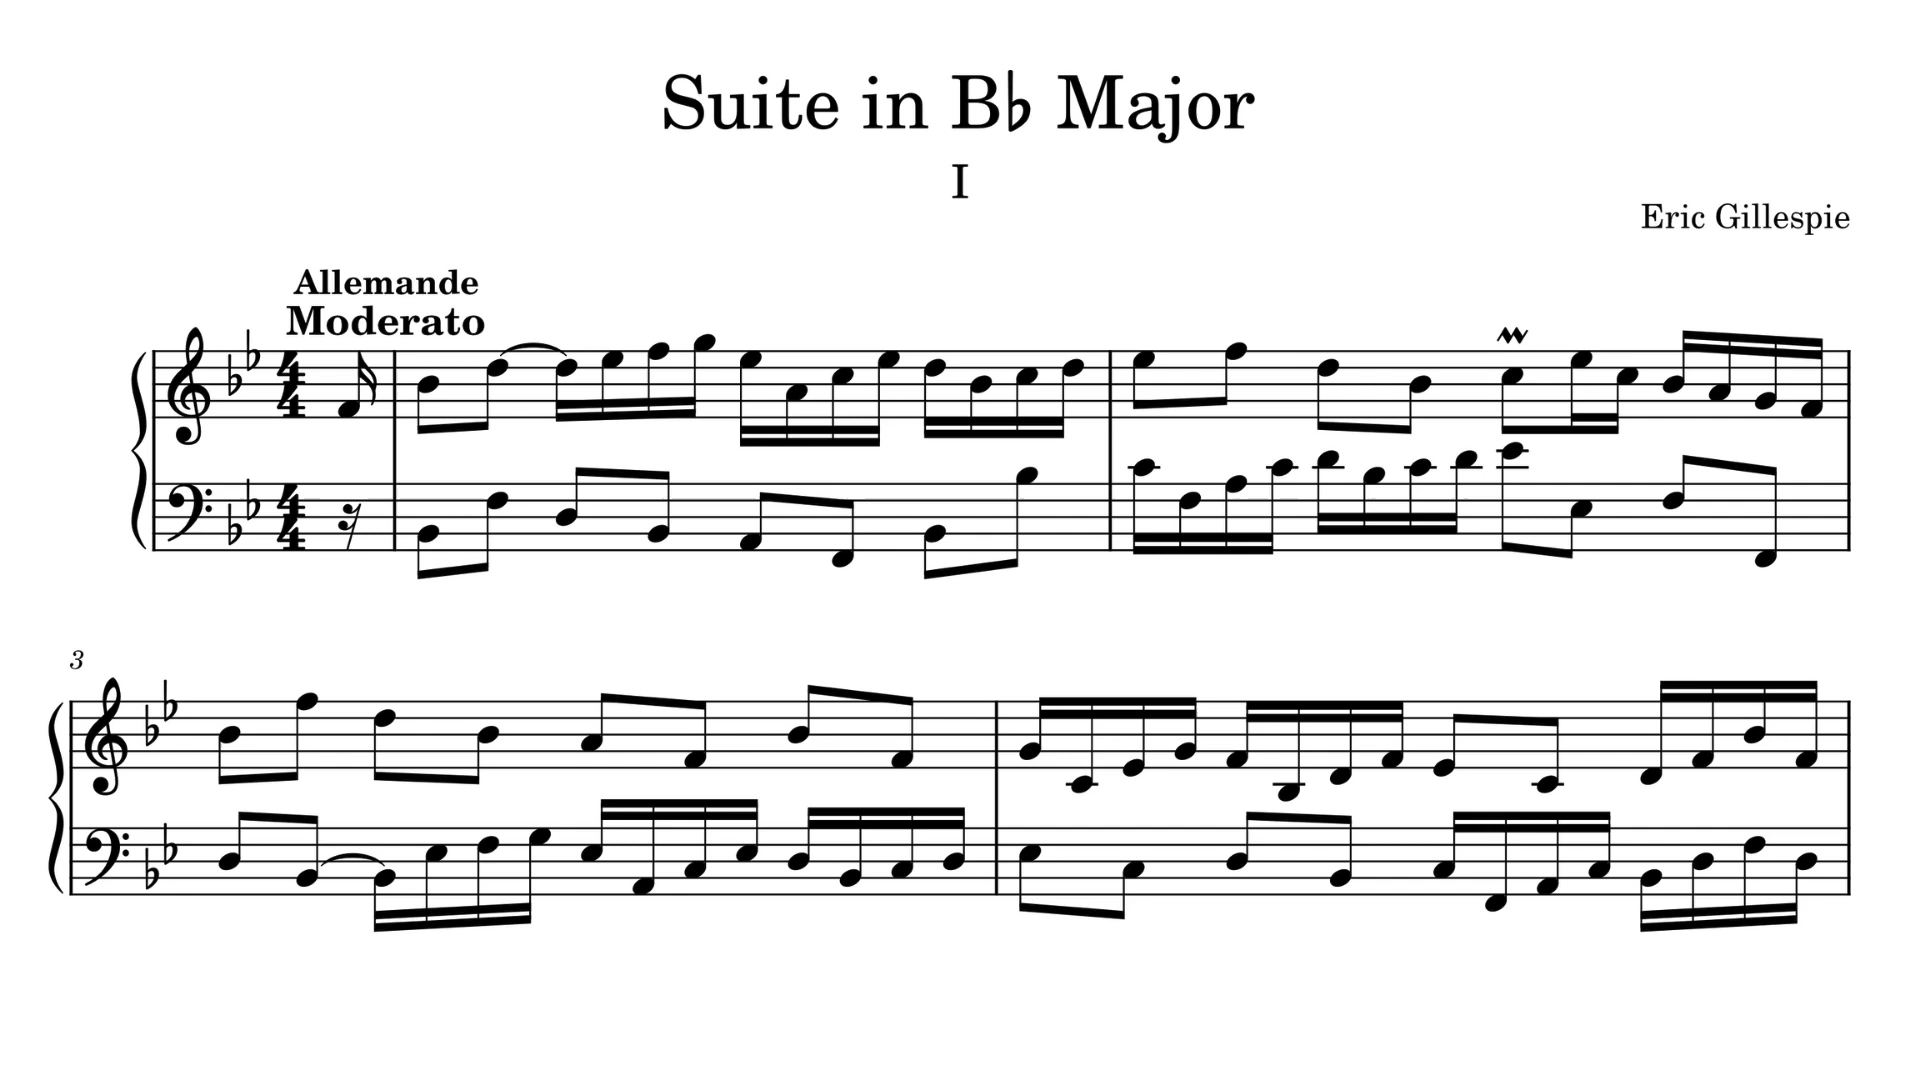 Suite in B♭ Major
I
Eric Gillespie
Allemande
Moderato
3